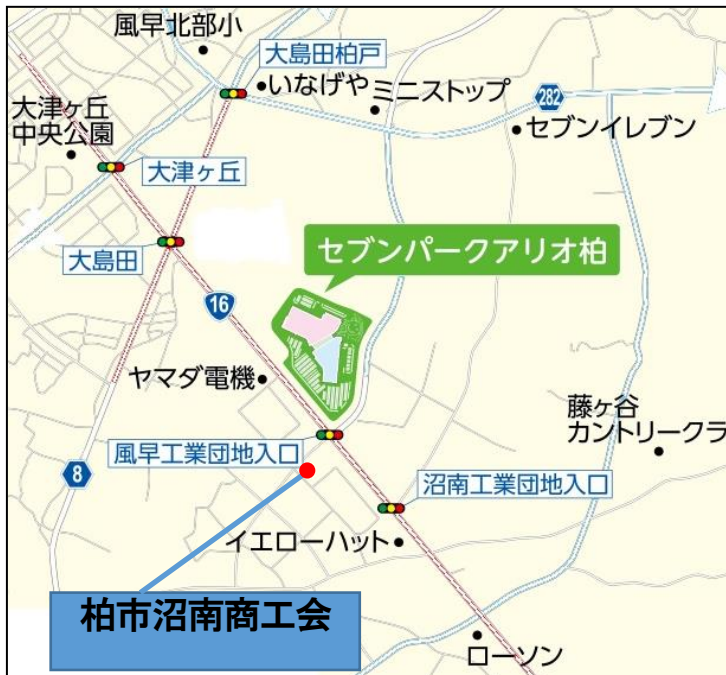 風早北部小
大島田柏戸
いなげや
ミニストップ
282
セブンイレブン
大津ヶ丘
中央公園
大津ヶ丘
大島田
セブンパークアリオ柏
16
ヤマダ電機
藤ヶ谷
カントリークラ
風早工業団地入口
8
沼南工業団地入口
イエローハット
柏市沼南商工会
ローソン